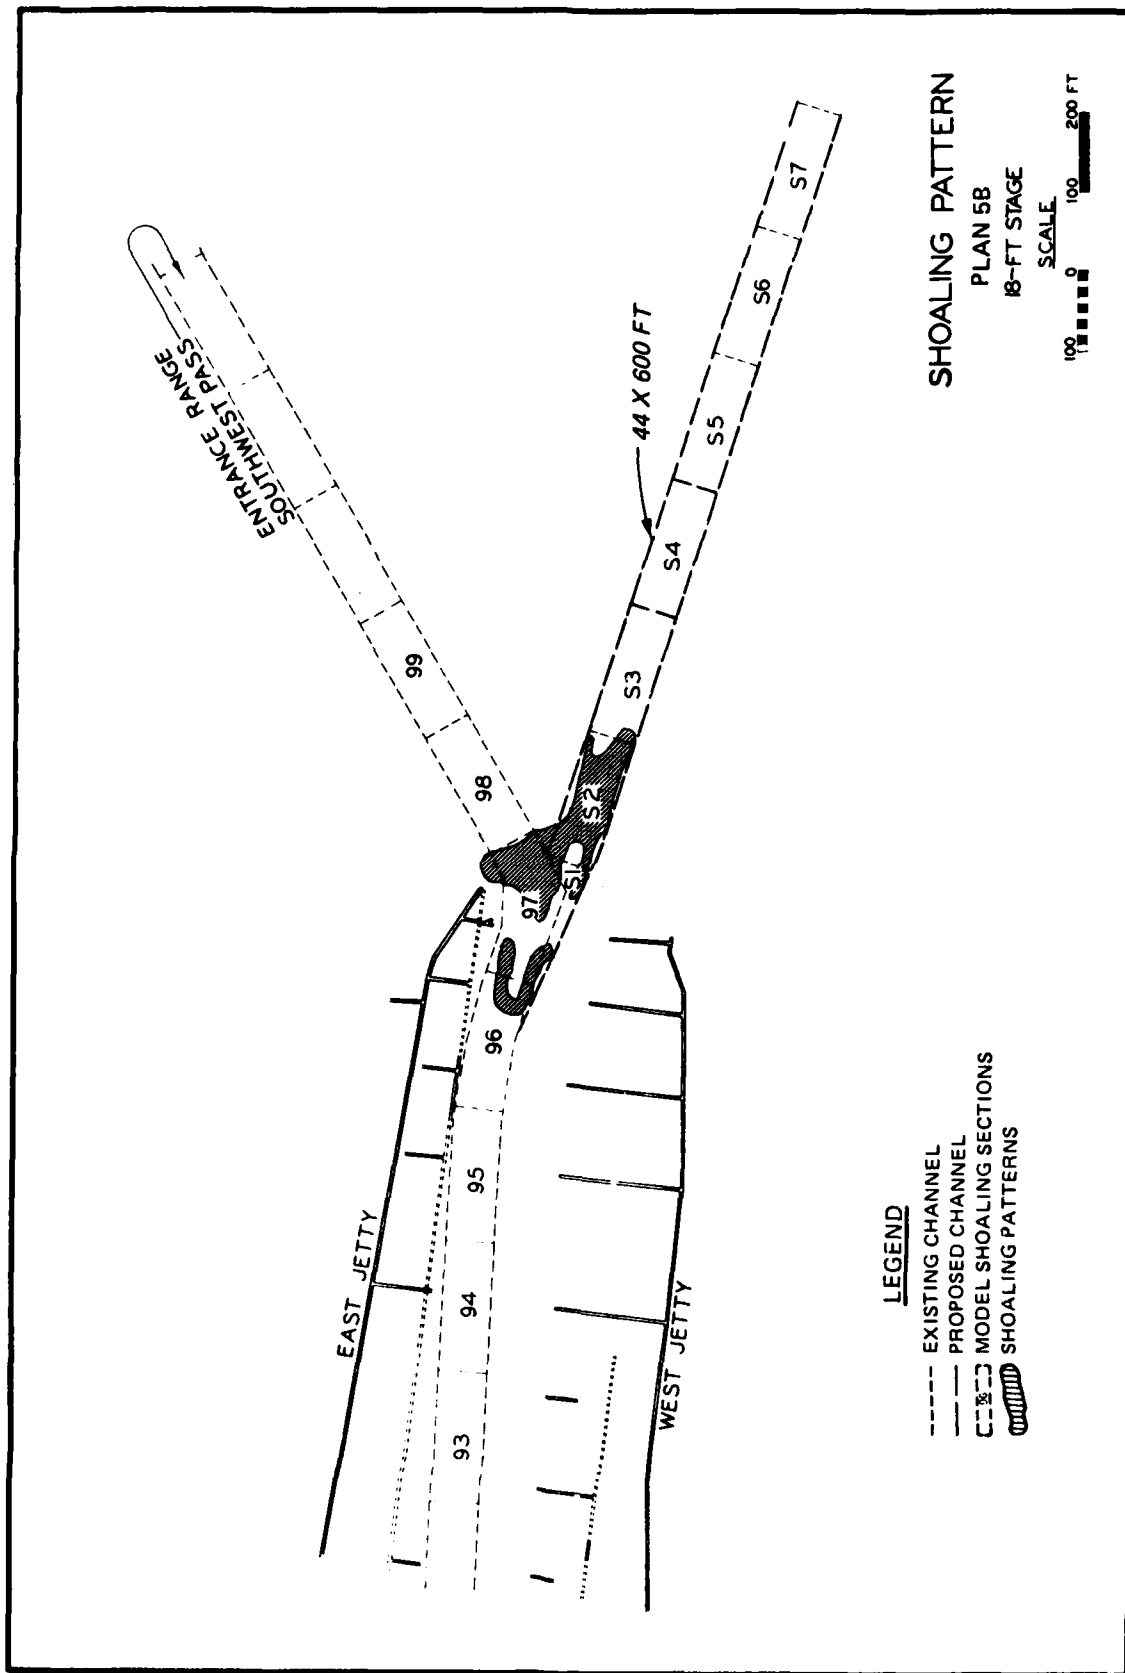 ENTRANCE RANGE
SOUTHWEST PASS
99
98
97
96
95
94
93
S1
S2
S3
S4
S5
S6
S7
44 X 600 FT
EAST JETTY
WEST JETTY
LEGEND
EXISTING CHANNEL
PROPOSED CHANNEL
MODEL SHOALING SECTIONS
SHOALING PATTERNS
SHOALING PATTERN
PLAN 5B
18-FT STAGE
SCALE
100 0 100 200 FT